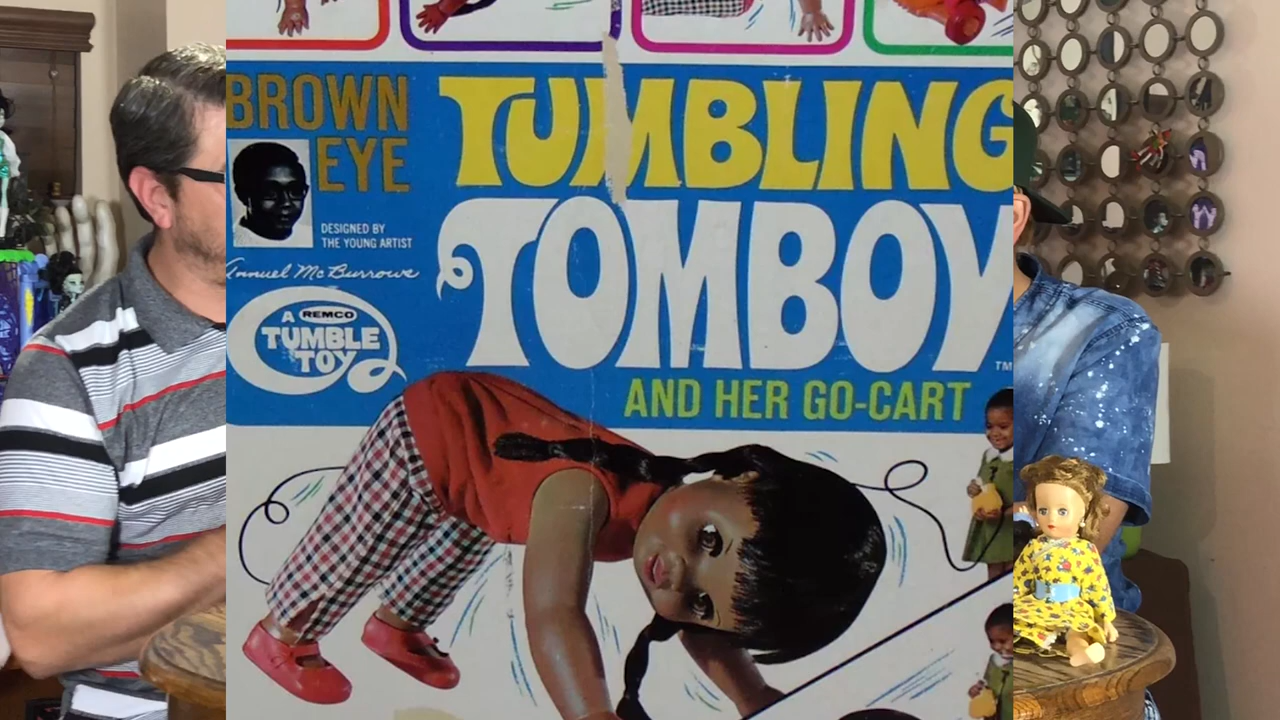 BROWN
EYE
TUMBLING
TOMBOY
TM
AND HER GO-CART
DESIGNED BY
THE YOUNG ARTIST
Annuel McBurrows
A REMCO
TUMBLE
TOY